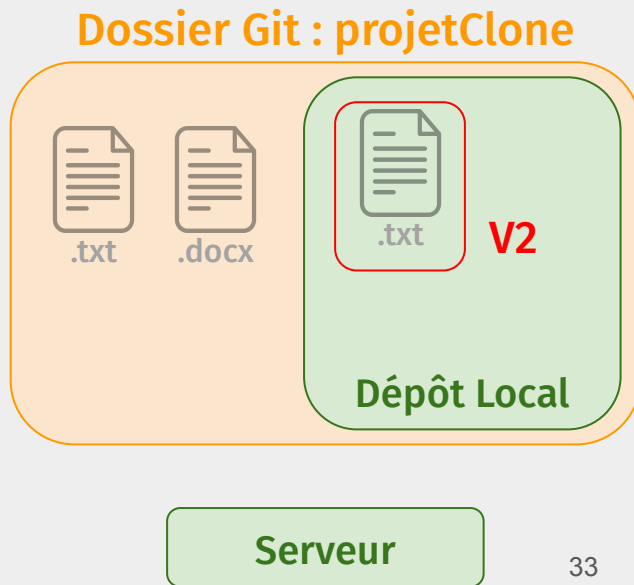 Dossier Git : projetClone
.txt
.docx
.txt
V2
Dépôt Local
Serveur
33